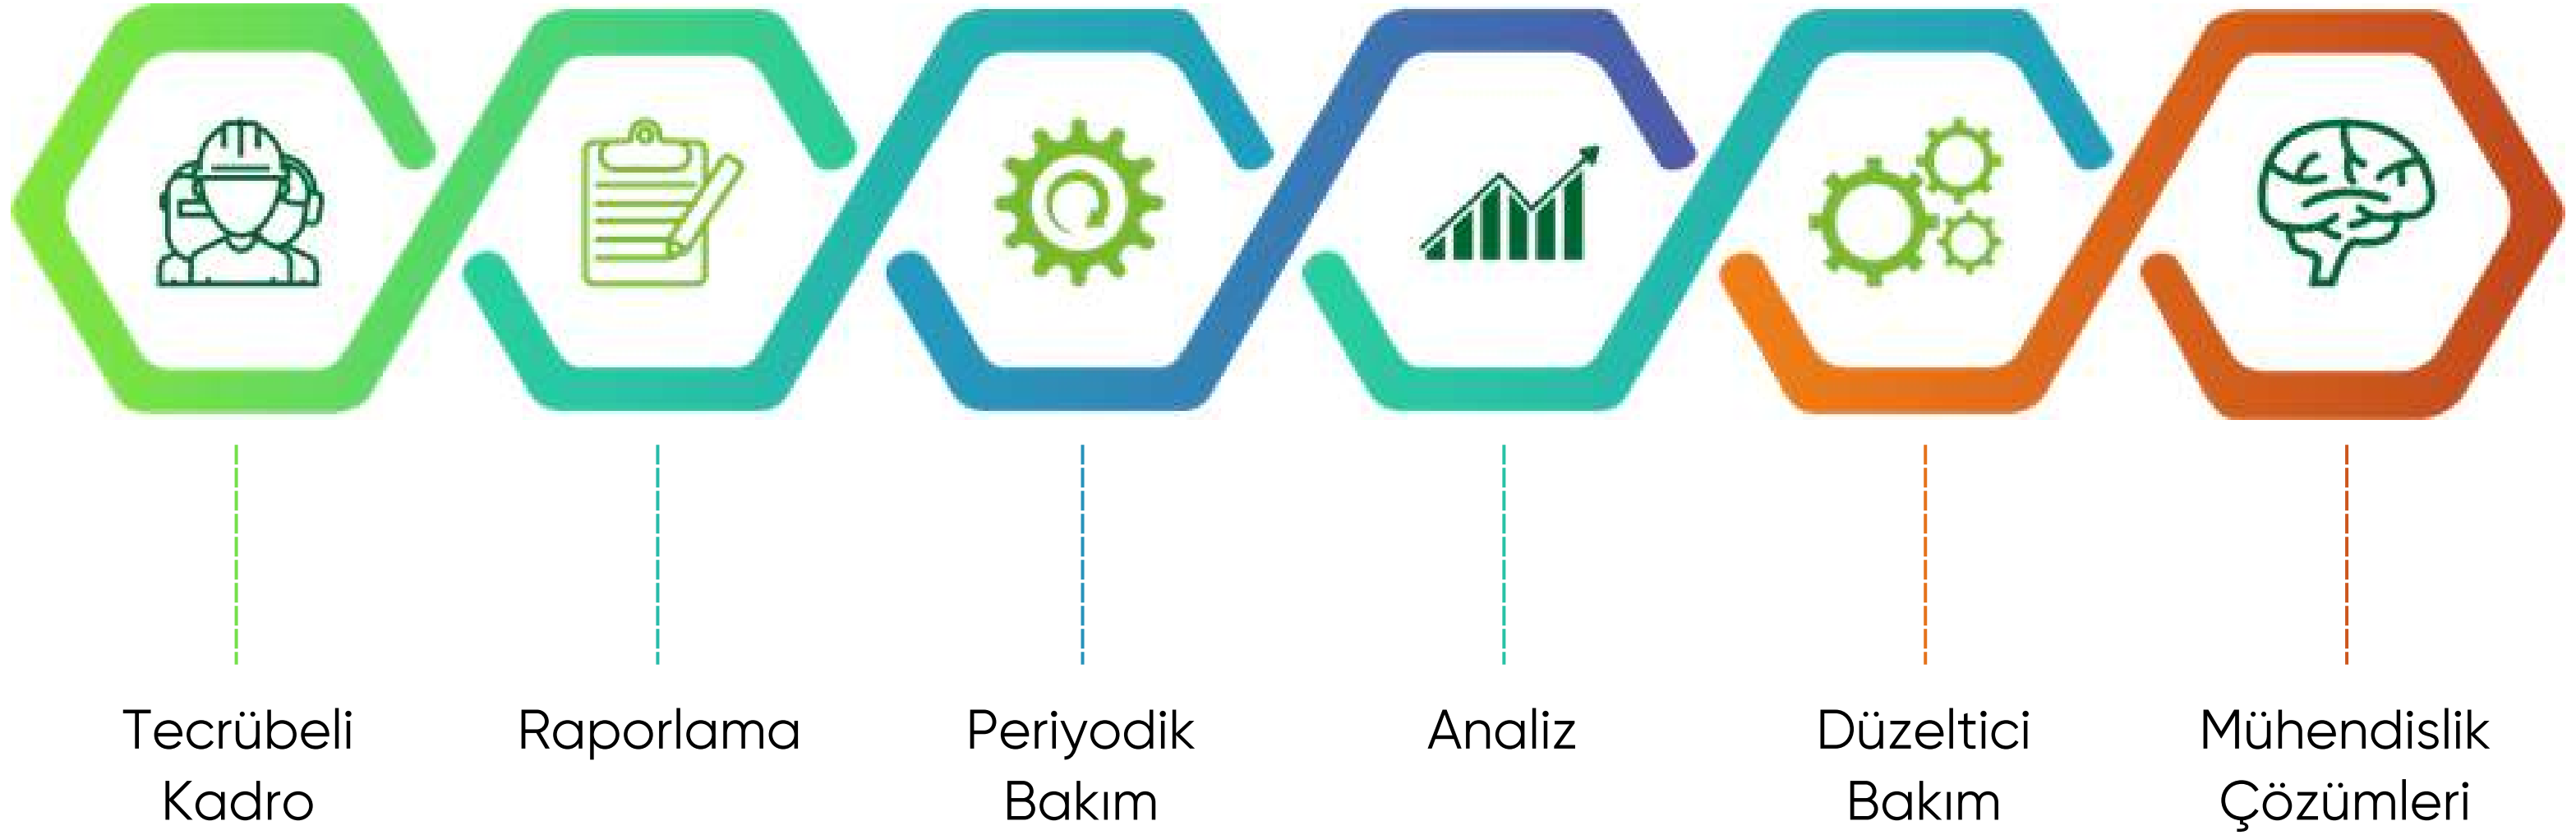 Tecrübeli
Kadro
Raporlama
Periyodik
Bakım
Analiz
Düzeltici
Bakım
Mühendislik
Çözümleri